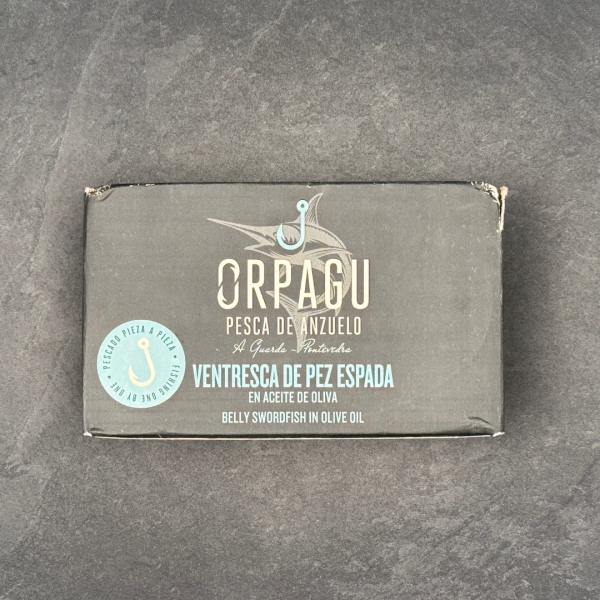 ORPAGU
PESCA DE ANZUELO
A Guarda - Pontevedra
PESCADO PIEZA A PIEZA • FISHING ONE BY ONE •
VENTRESCA DE PEZ ESPADA
EN ACEITE DE OLIVA
BELLY SWORDFISH IN OLIVE OIL